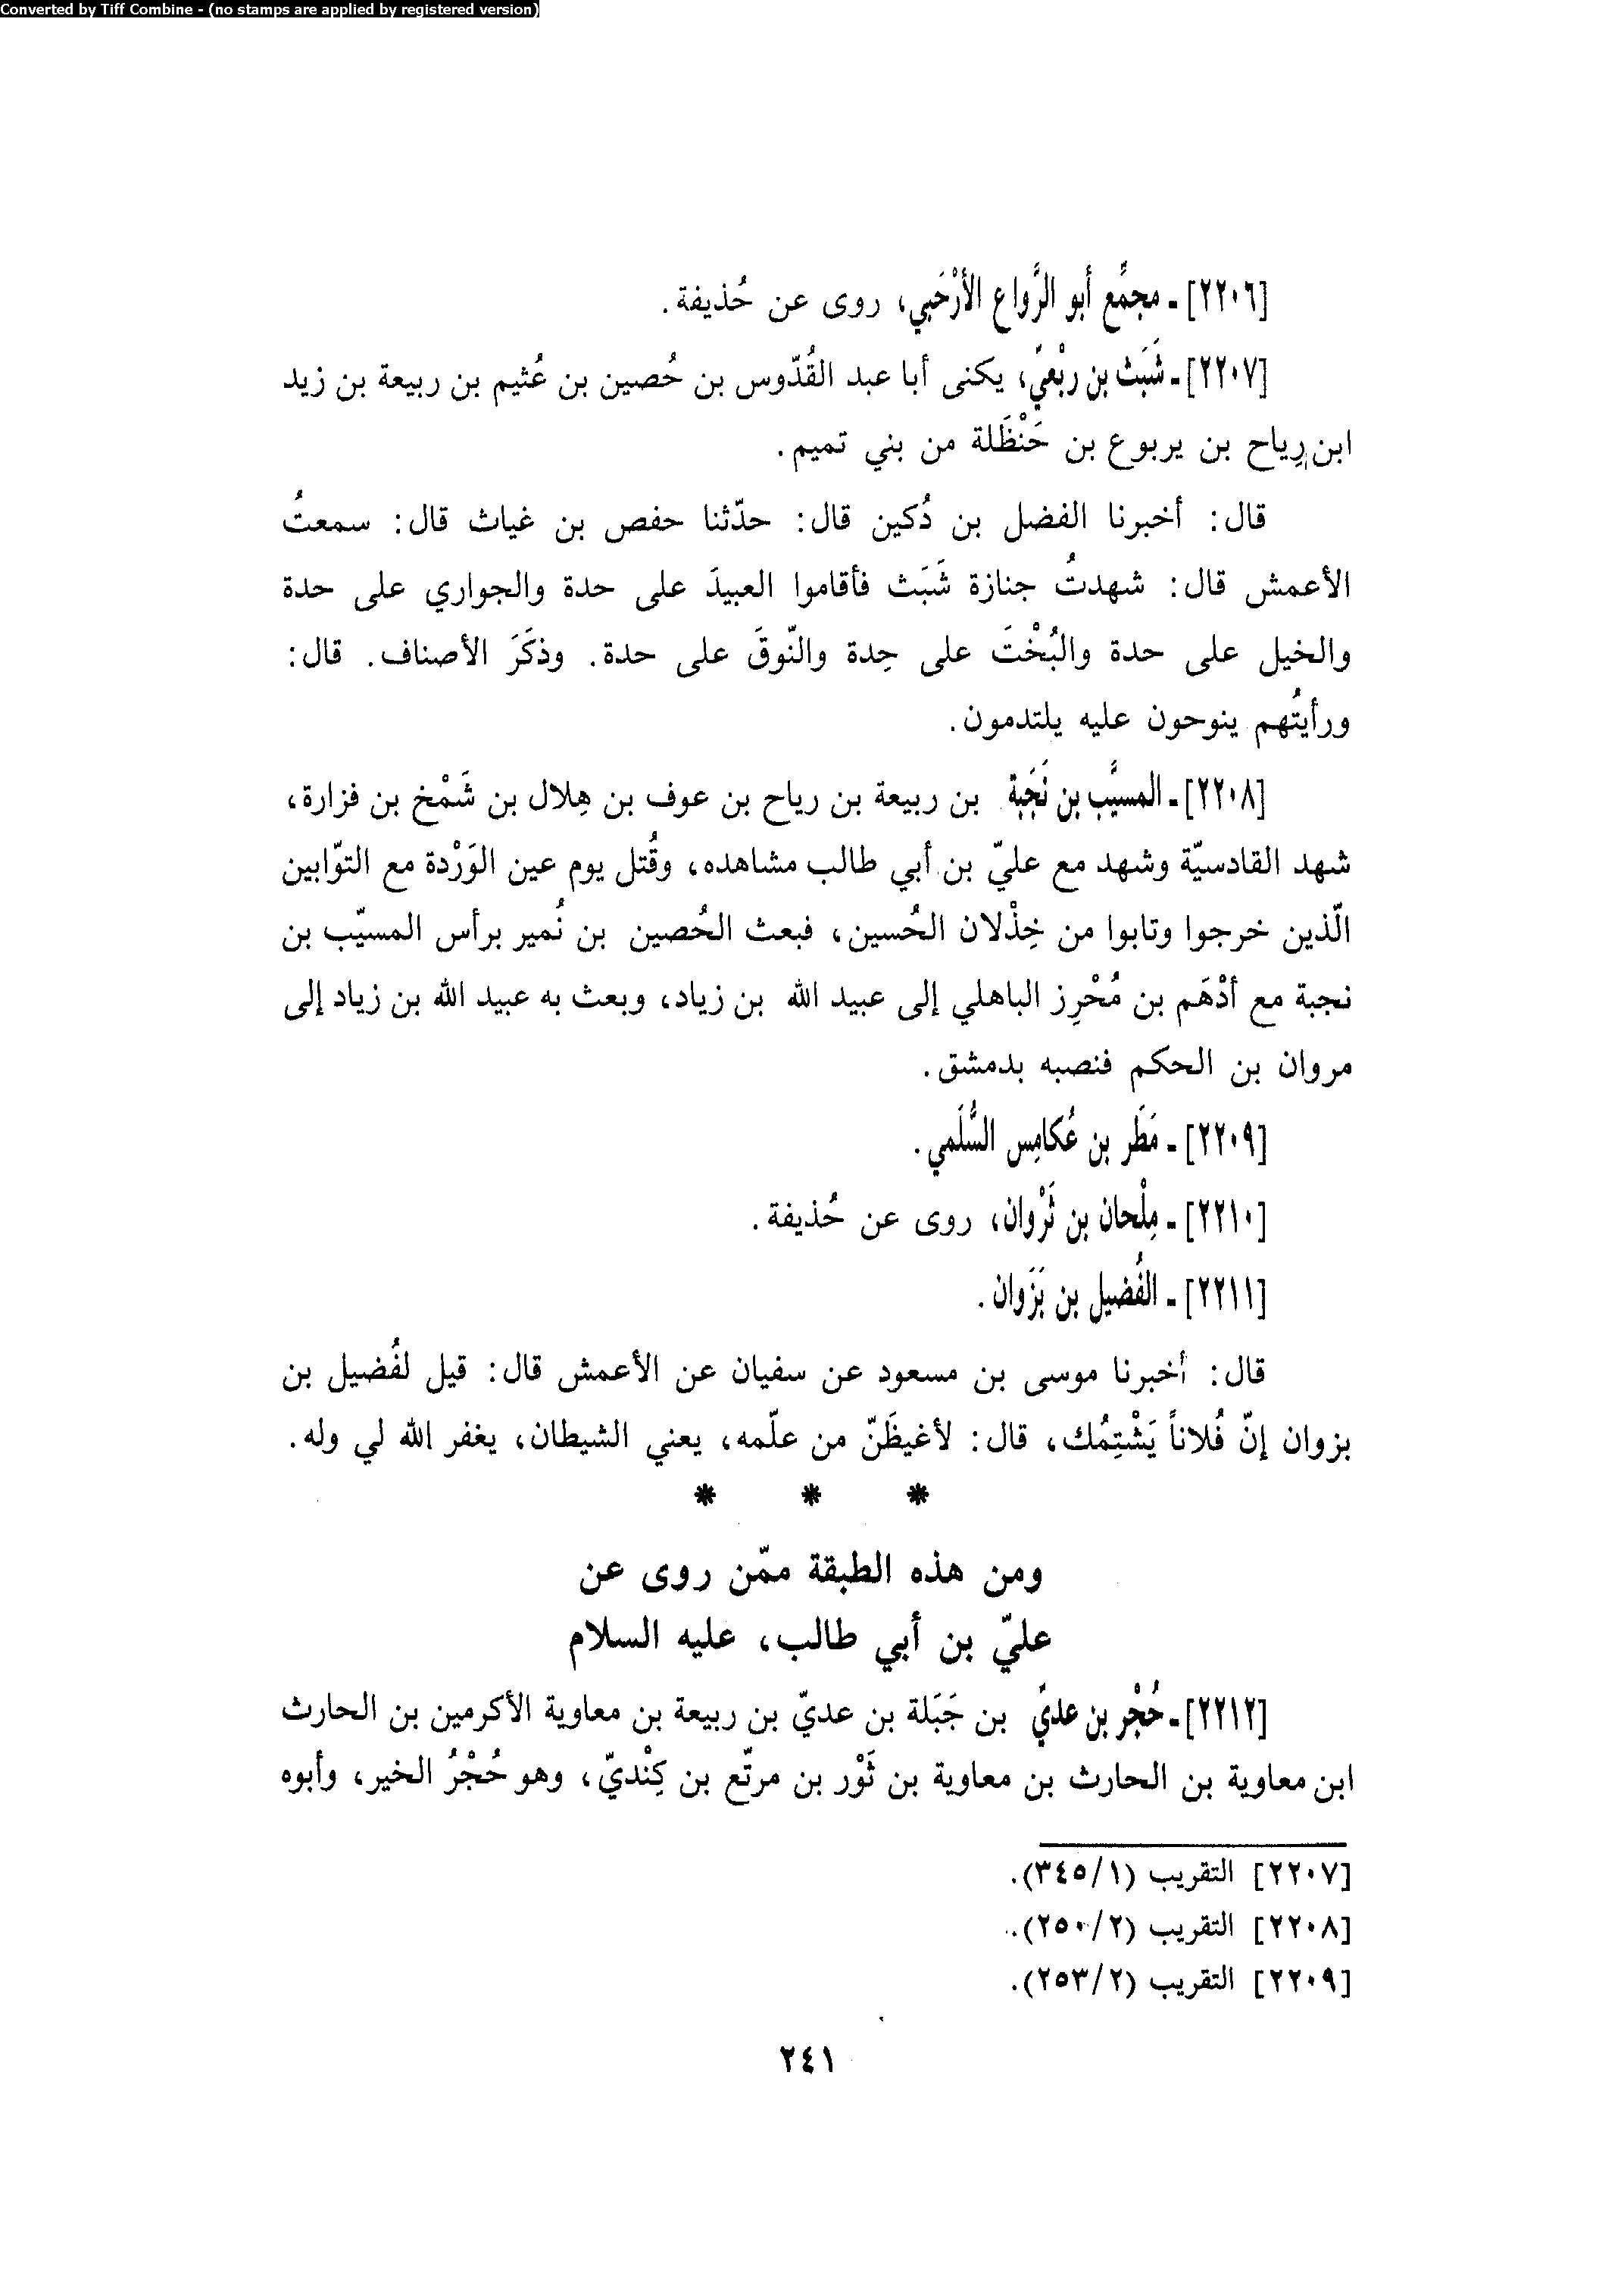 Converted by Tiff Combine - (no stamps are applied by registered version)
[٢٢٠٦] - مجمَّع أبو الرَّواع الأَرْحَبي، روى عن حُذيفة.
[٢٢٠٧] - شَبَث بن رِبْعيّ، يكنى أبا عبد القُدّوس بن حُصين بن عُثيم بن ربيعة بن زيد
ابن رِياح بن يربوع بن حَنْظَلة من بني تميم.
قال: أخبرنا الفضل بن دُكين قال: حدّثنا حفص بن غياث قال: سمعتُ
الأعمش قال: شهدتُ جنازة شَبَث فأقاموا العبيدَ على حدة والجواري على حدة
والخيل على حدة والبُخْتَ على حِدة والنّوقَ على حدة. وذكَرَ الأصناف. قال:
ورأيتُهم ينوحون عليه يلتدمون.
[٢٢٠٨] - المسيَّب بن نَجَبة بن ربيعة بن رياح بن عوف بن هِلال بن شَمْخ بن فزارة،
شهد القادسيّة وشهد مع عليّ بن أبي طالب مشاهده، وقُتل يوم عين الوَرْدة مع التوّابين
الّذين خرجوا وتابوا من خِذْلان الحُسين، فبعث الحُصين بن نُمير برأس المسيّب بن
نجبة مع أدْهَم بن مُحْرِز الباهلي إلى عبيد الله بن زياد، وبعث به عبيد الله بن زياد إلى
مروان بن الحكم فنصبه بدمشق.
[٢٢٠٩] - مَطَر بن عُكامِس السُّلَمي.
[٢٢١٠] - مِلْحان بن ثَرْوان، روى عن حُذيفة.
[٢٢١١] - الفُضيل بن بَزَوان.
قال: أخبرنا موسى بن مسعود عن سفيان عن الأعمش قال: قيل لفُضيل بن
بزوان إنّ فُلاناً يَشْتِمُك، قال: لأغيظَنّ من علّمه، يعني الشيطان، يغفر الله لي وله.
* * *
ومن هذه الطبقة ممّن روى عن
عليّ بن أبي طالب، عليه السلام
[٢٢١٢] - حُجْر بن عديّ بن جَبَلة بن عديّ بن ربيعة بن معاوية الأكرمين بن الحارث
ابن معاوية بن الحارث بن معاوية بن ثَوْر بن مرتّع بن كِنْديّ، وهو حُجْرُ الخير، وأبوه
[٢٢٠٧] التقريب (١/٣٤٥).
[٢٢٠٨] التقريب (٢/٢٥٠).
[٢٢٠٩] التقريب (٢/٢٥٣).
٢٤١